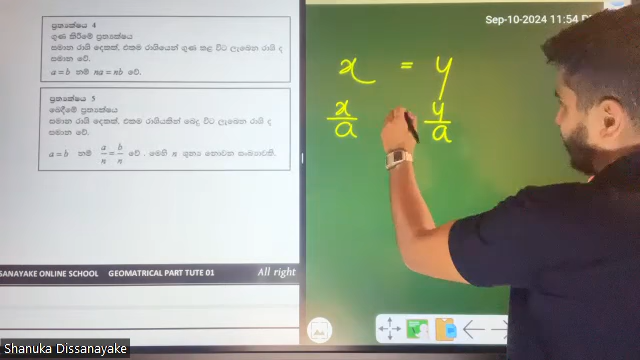 ප්‍රත්‍යක්ෂය 4
ගුණ කිරීමේ ප්‍රත්‍යක්ෂය
සමාන රාශි දෙකක්, එකම රාශියෙන් ගුණ කළ විට ලැබෙන රාශි ද
සමාන වේ.
a = b නම් na = nb වේ.
ප්‍රත්‍යක්ෂය 5
බෙදීමේ ප්‍රත්‍යක්ෂය
සමාන රාශි දෙකක්, එකම රාශියකින් බෙදූ විට ලැබෙන රාශි ද
සමාන වේ.
a = b නම් a/n = b/n වේ. මෙහි n ශුන්‍ය නොවන සංඛ්‍යාවකි.
SANAYAKE ONLINE SCHOOL GEOMATRICAL PART TUTE 01 All right
Sep-10-2024 11:54 P
x = y
x/a y/a
Shanuka Dissanayake